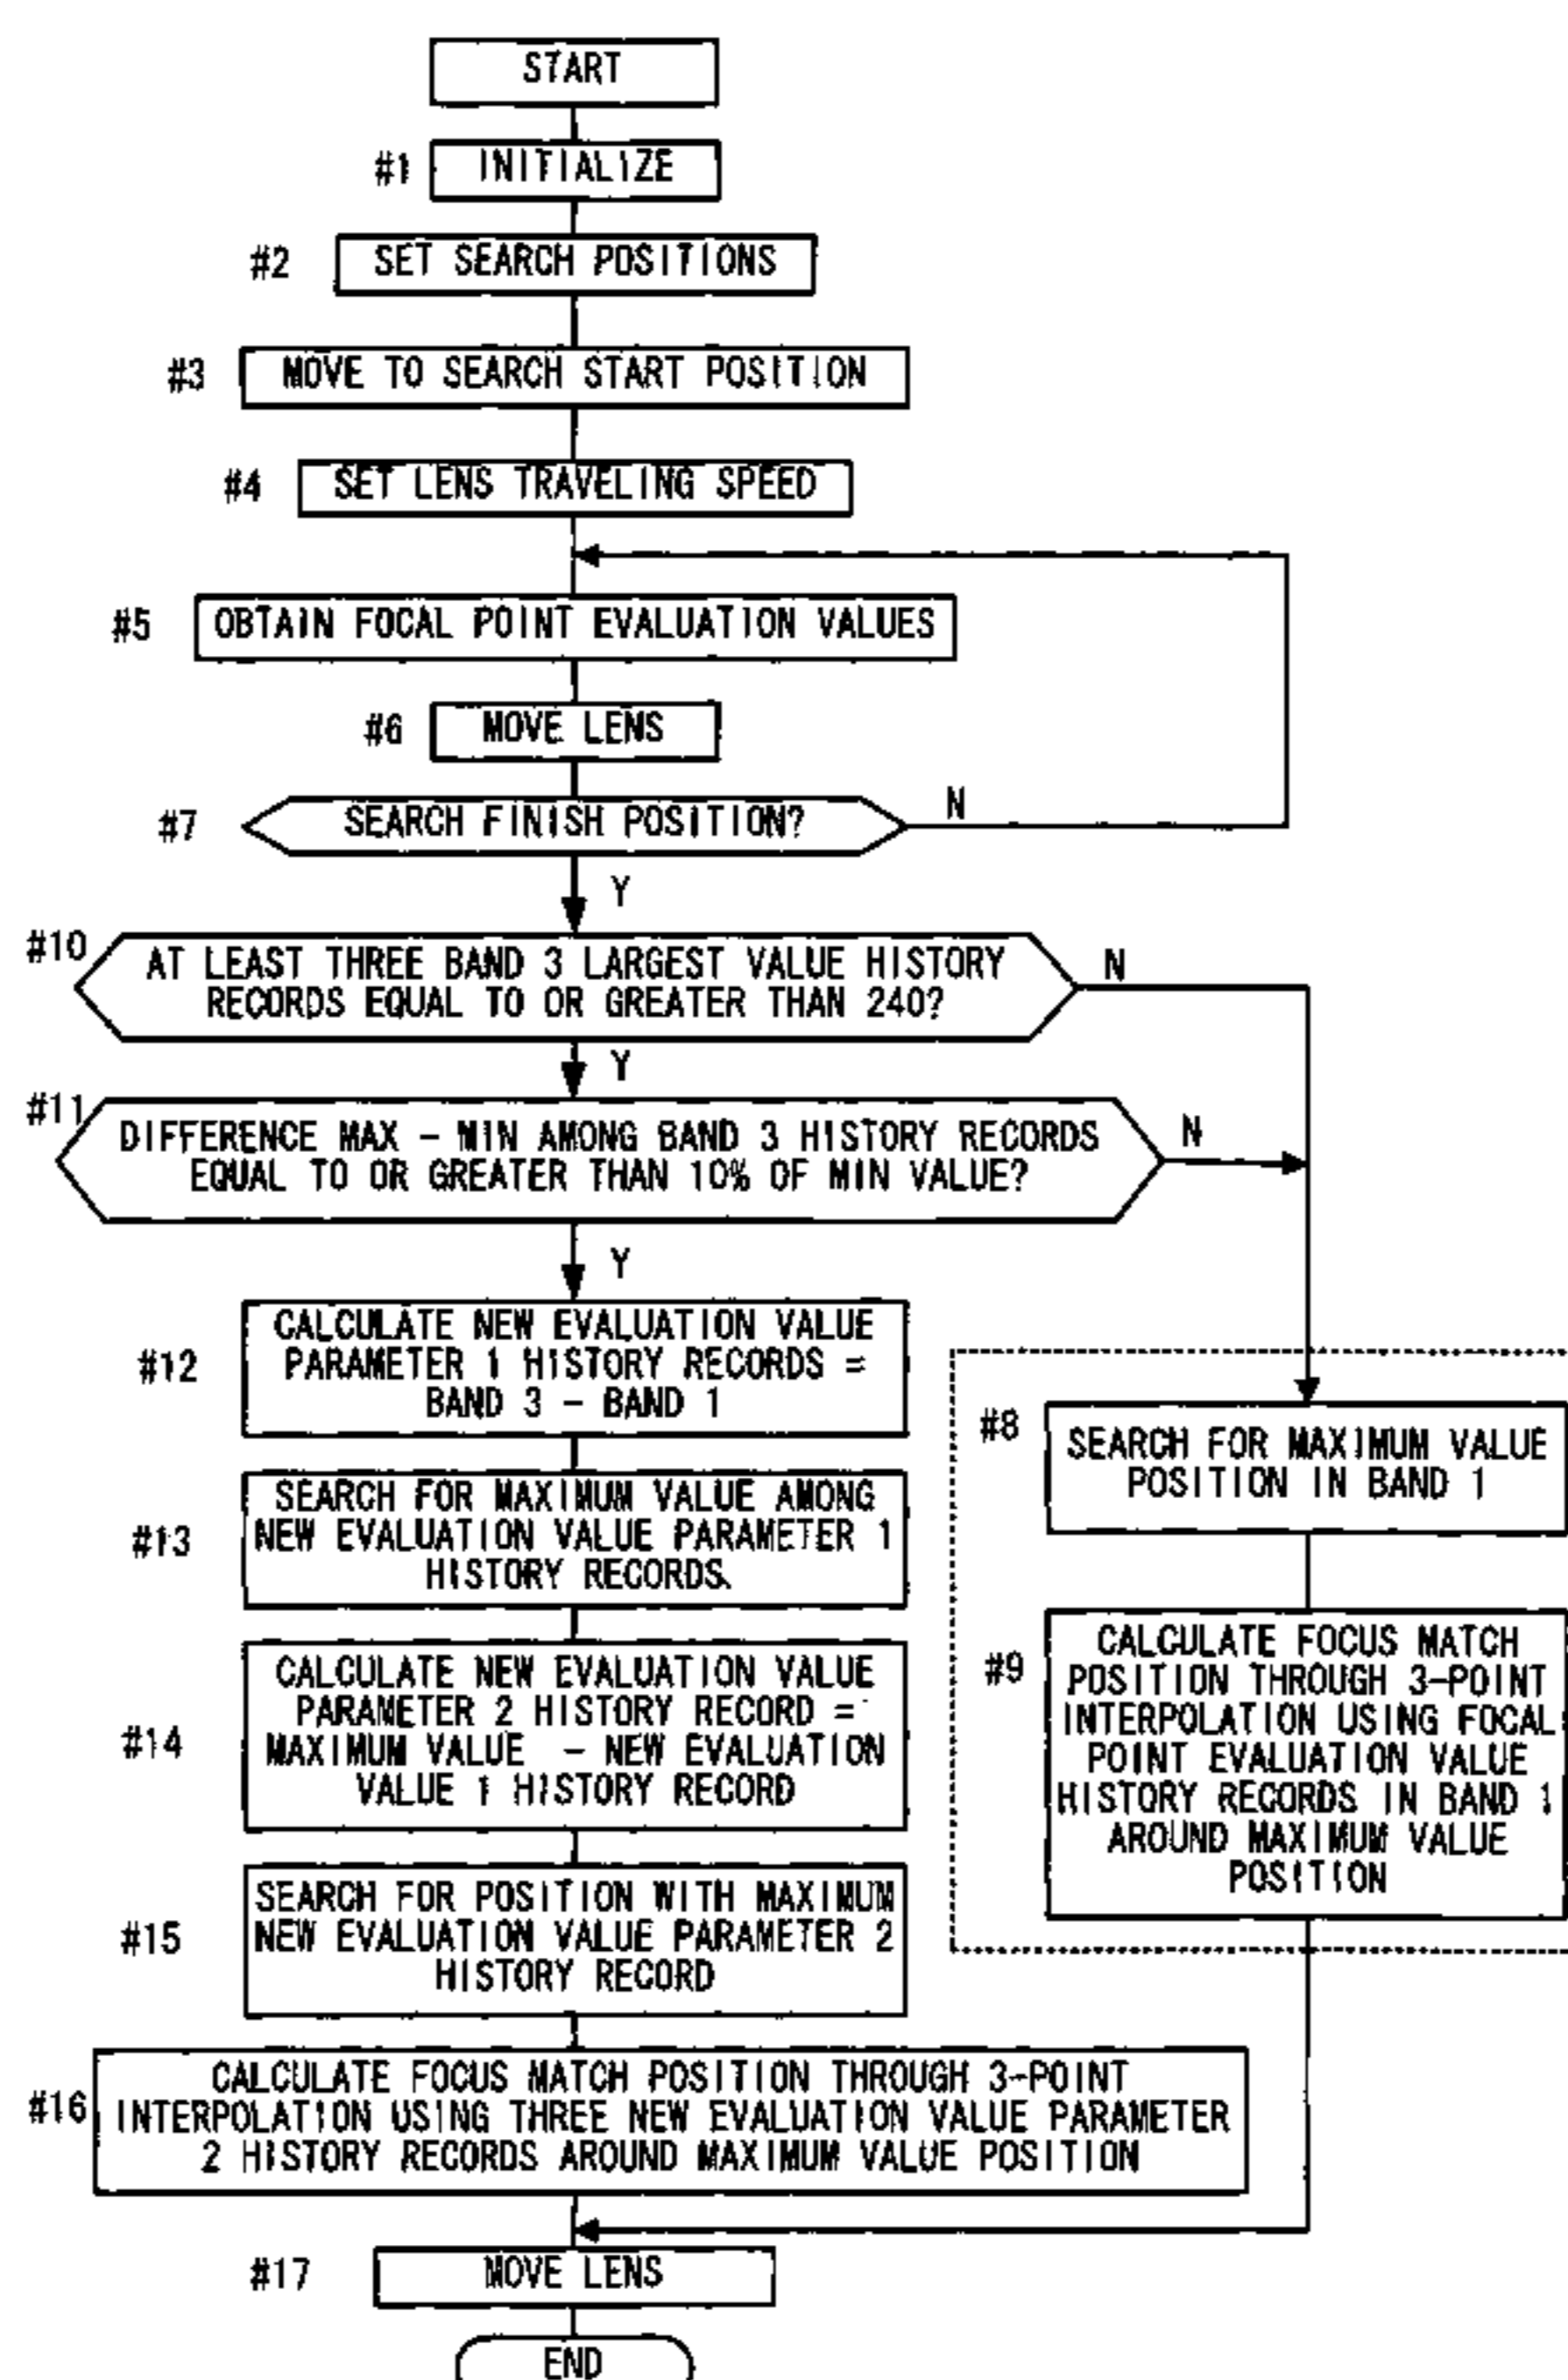 START
#1
INITIALIZE
#2
SET SEARCH POSITIONS
#3
MOVE TO SEARCH START POSITION
#4
SET LENS TRAVELING SPEED
#5
OBTAIN FOCAL POINT EVALUATION VALUES
#6
MOVE LENS
#7
SEARCH FINISH POSITION?
N
Y
#10
AT LEAST THREE BAND 3 LARGEST VALUE HISTORY
RECORDS EQUAL TO OR GREATER THAN 240?
N
Y
#11
DIFFERENCE MAX - MIN AMONG BAND 3 HISTORY RECORDS
EQUAL TO OR GREATER THAN 10% OF MIN VALUE?
N
Y
#12
CALCULATE NEW EVALUATION VALUE
PARAMETER 1 HISTORY RECORDS =
BAND 3 - BAND 1
#13
SEARCH FOR MAXIMUM VALUE AMONG
NEW EVALUATION VALUE PARAMETER 1
HISTORY RECORDS.
#14
CALCULATE NEW EVALUATION VALUE
PARAMETER 2 HISTORY RECORD =
MAXIMUM VALUE - NEW EVALUATION
VALUE 1 HISTORY RECORD
#15
SEARCH FOR POSITION WITH MAXIMUM
NEW EVALUATION VALUE PARAMETER 2
HISTORY RECORD
#8
SEARCH FOR MAXIMUM VALUE
POSITION IN BAND 1
#9
CALCULATE FOCUS MATCH
POSITION THROUGH 3-POINT
INTERPOLATION USING FOCAL
POINT EVALUATION VALUE
HISTORY RECORDS IN BAND 1
AROUND MAXIMUM VALUE
POSITION
#16
CALCULATE FOCUS MATCH POSITION THROUGH 3-POINT
INTERPOLATION USING THREE NEW EVALUATION VALUE PARAMETER
2 HISTORY RECORDS AROUND MAXIMUM VALUE POSITION
#17
MOVE LENS
END